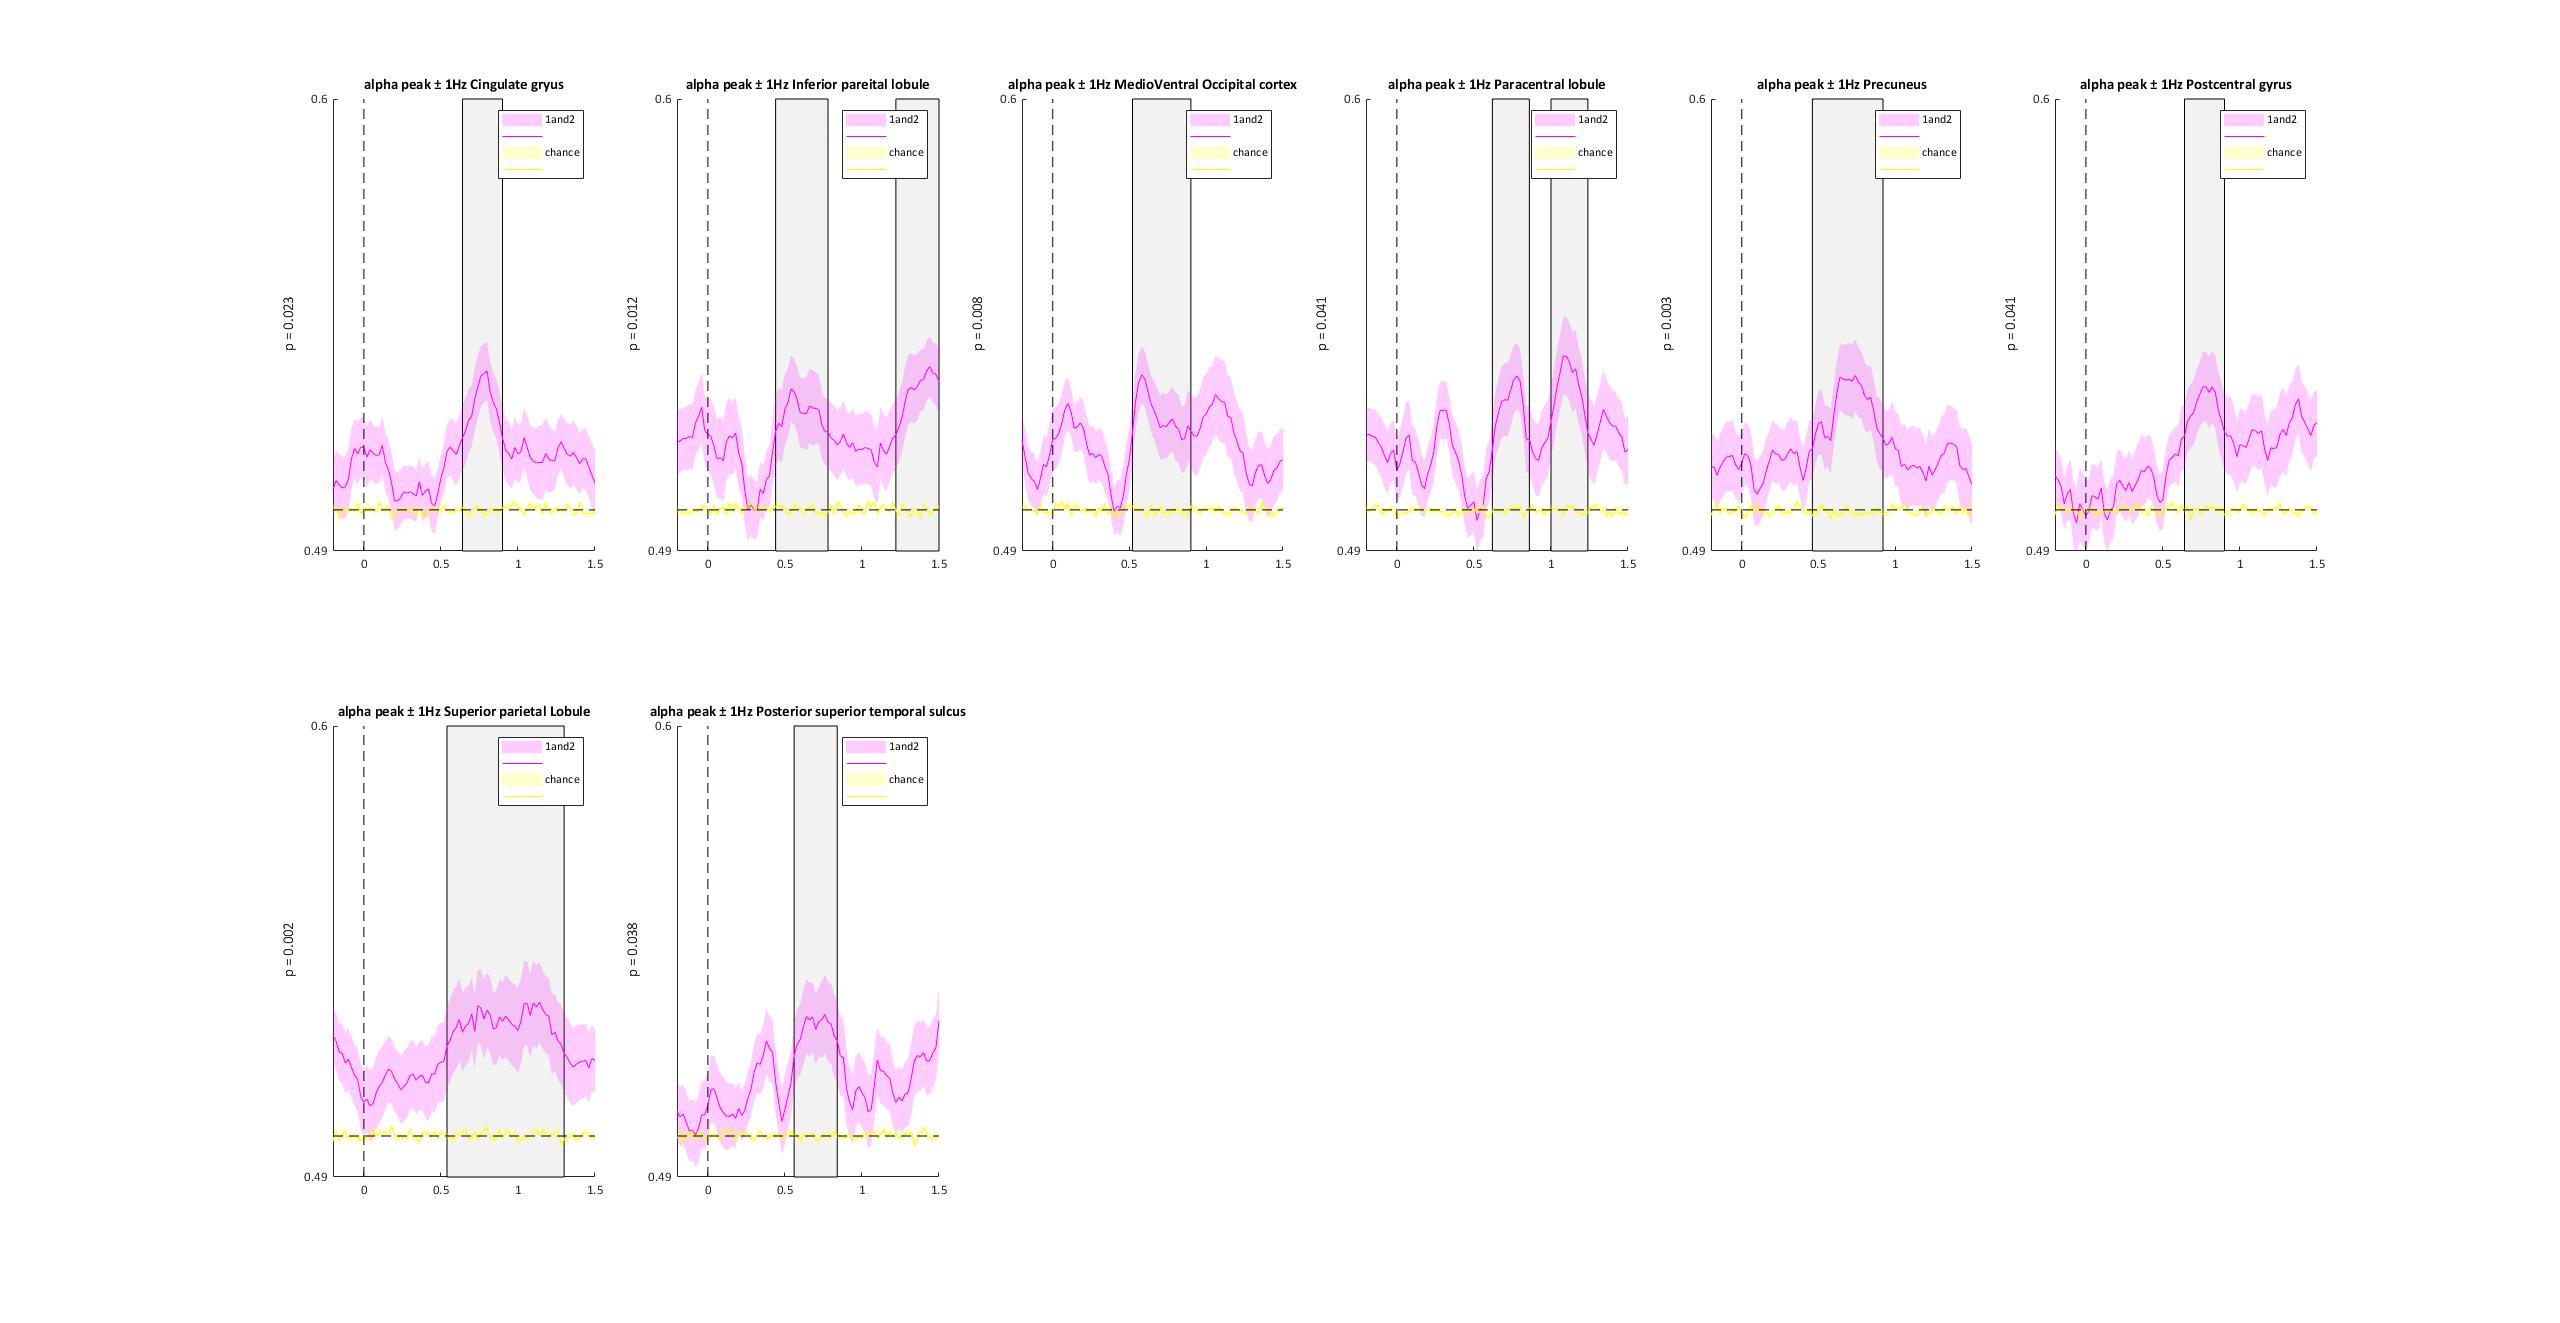 alpha peak ± 1Hz Cingulate gryus
0.6
1and2
chance
p = 0.023
0.49
0 0.5 1 1.5
alpha peak ± 1Hz Inferior pareital lobule
0.6
1and2
chance
p = 0.012
0.49
0 0.5 1 1.5
alpha peak ± 1Hz MedioVentral Occipital cortex
0.6
1and2
chance
p = 0.008
0.49
0 0.5 1 1.5
alpha peak ± 1Hz Paracentral lobule
0.6
1and2
chance
p = 0.041
0.49
0 0.5 1 1.5
alpha peak ± 1Hz Precuneus
0.6
1and2
chance
p = 0.003
0.49
0 0.5 1 1.5
alpha peak ± 1Hz Postcentral gyrus
0.6
1and2
chance
p = 0.041
0.49
0 0.5 1 1.5
alpha peak ± 1Hz Superior parietal Lobule
0.6
1and2
chance
p = 0.002
0.49
0 0.5 1 1.5
alpha peak ± 1Hz Posterior superior temporal sulcus
0.6
1and2
chance
p = 0.038
0.49
0 0.5 1 1.5